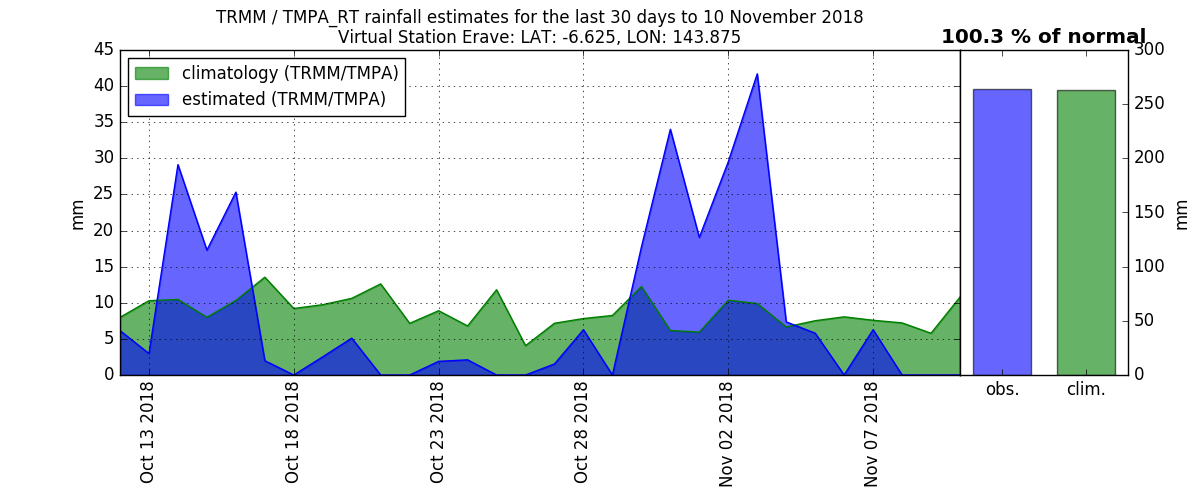 TRMM / TMPA_RT rainfall estimates for the last 30 days to 10 November 2018
Virtual Station Erave: LAT: -6.625, LON: 143.875
100.3 % of normal
climatology (TRMM/TMPA)
estimated (TRMM/TMPA)
45
40
35
30
25
20
15
10
5
0
mm
Oct 13 2018
Oct 18 2018
Oct 23 2018
Oct 28 2018
Nov 02 2018
Nov 07 2018
300
250
200
150
100
50
0
mm
obs.
clim.